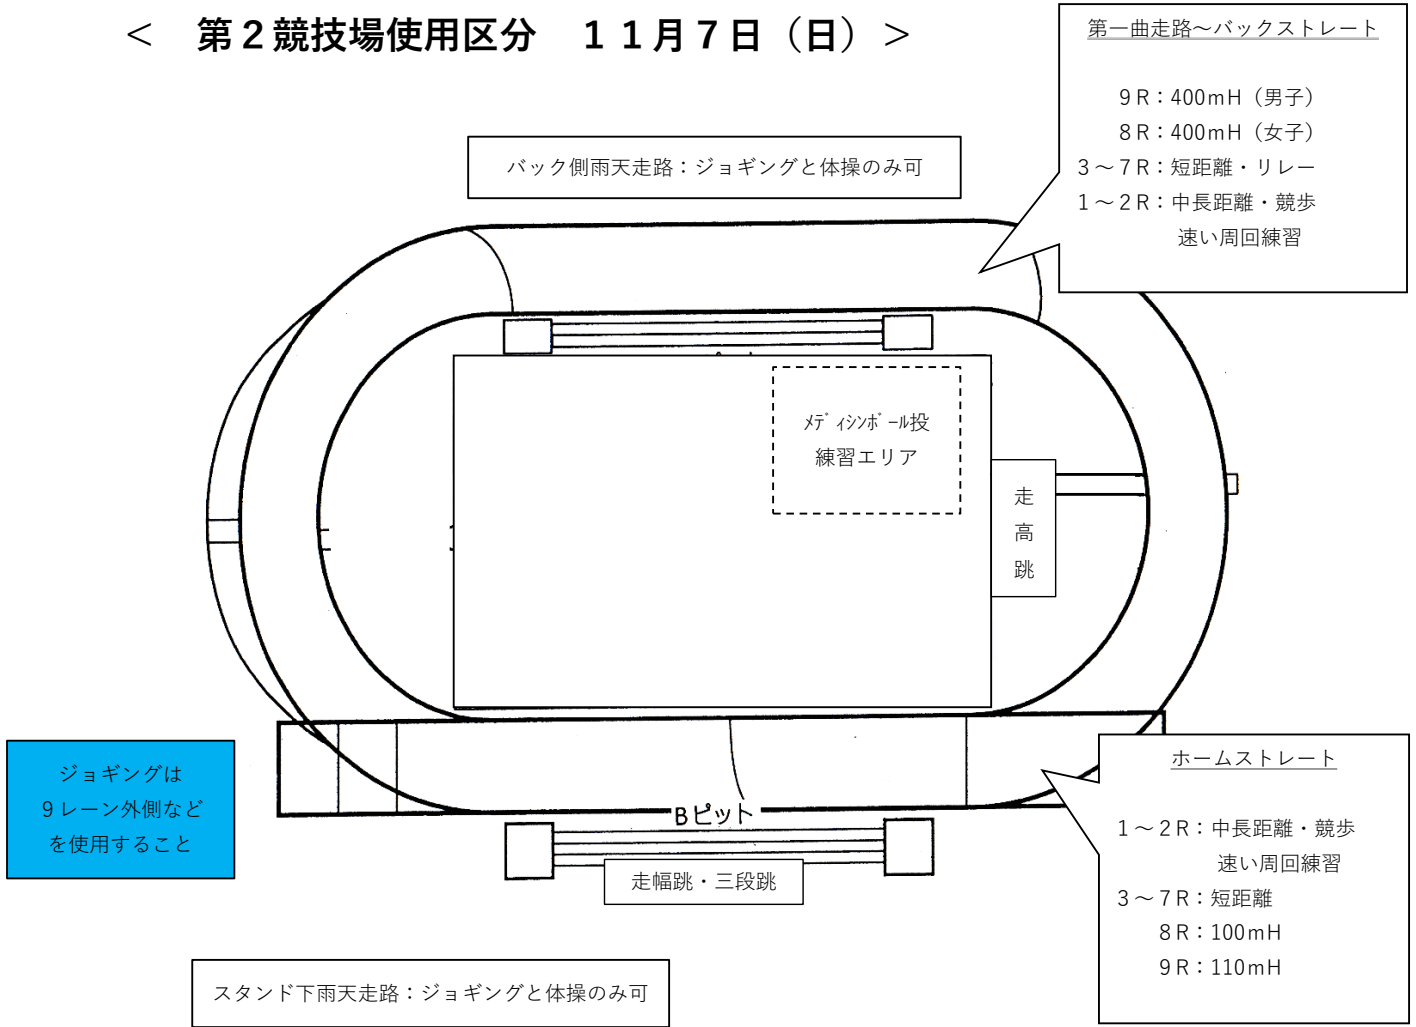 ＜　第２競技場使用区分　１１月７日（日）＞
第一曲走路～バックストレート
９Ｒ：400ｍＨ（男子）
８Ｒ：400ｍＨ（女子）
３～７Ｒ：短距離・リレー
１～２Ｒ：中長距離・競歩
速い周回練習
バック側雨天走路：ジョギングと体操のみ可
ﾒﾃﾞｨｼﾝﾎﾞｰﾙ投
練習エリア
走
高
跳
ジョギングは
９レーン外側など
を使用すること
Ｂピット
走幅跳・三段跳
ホームストレート
１～２Ｒ：中長距離・競歩
速い周回練習
３～７Ｒ：短距離
８Ｒ：100ｍＨ
９Ｒ：110ｍＨ
スタンド下雨天走路：ジョギングと体操のみ可